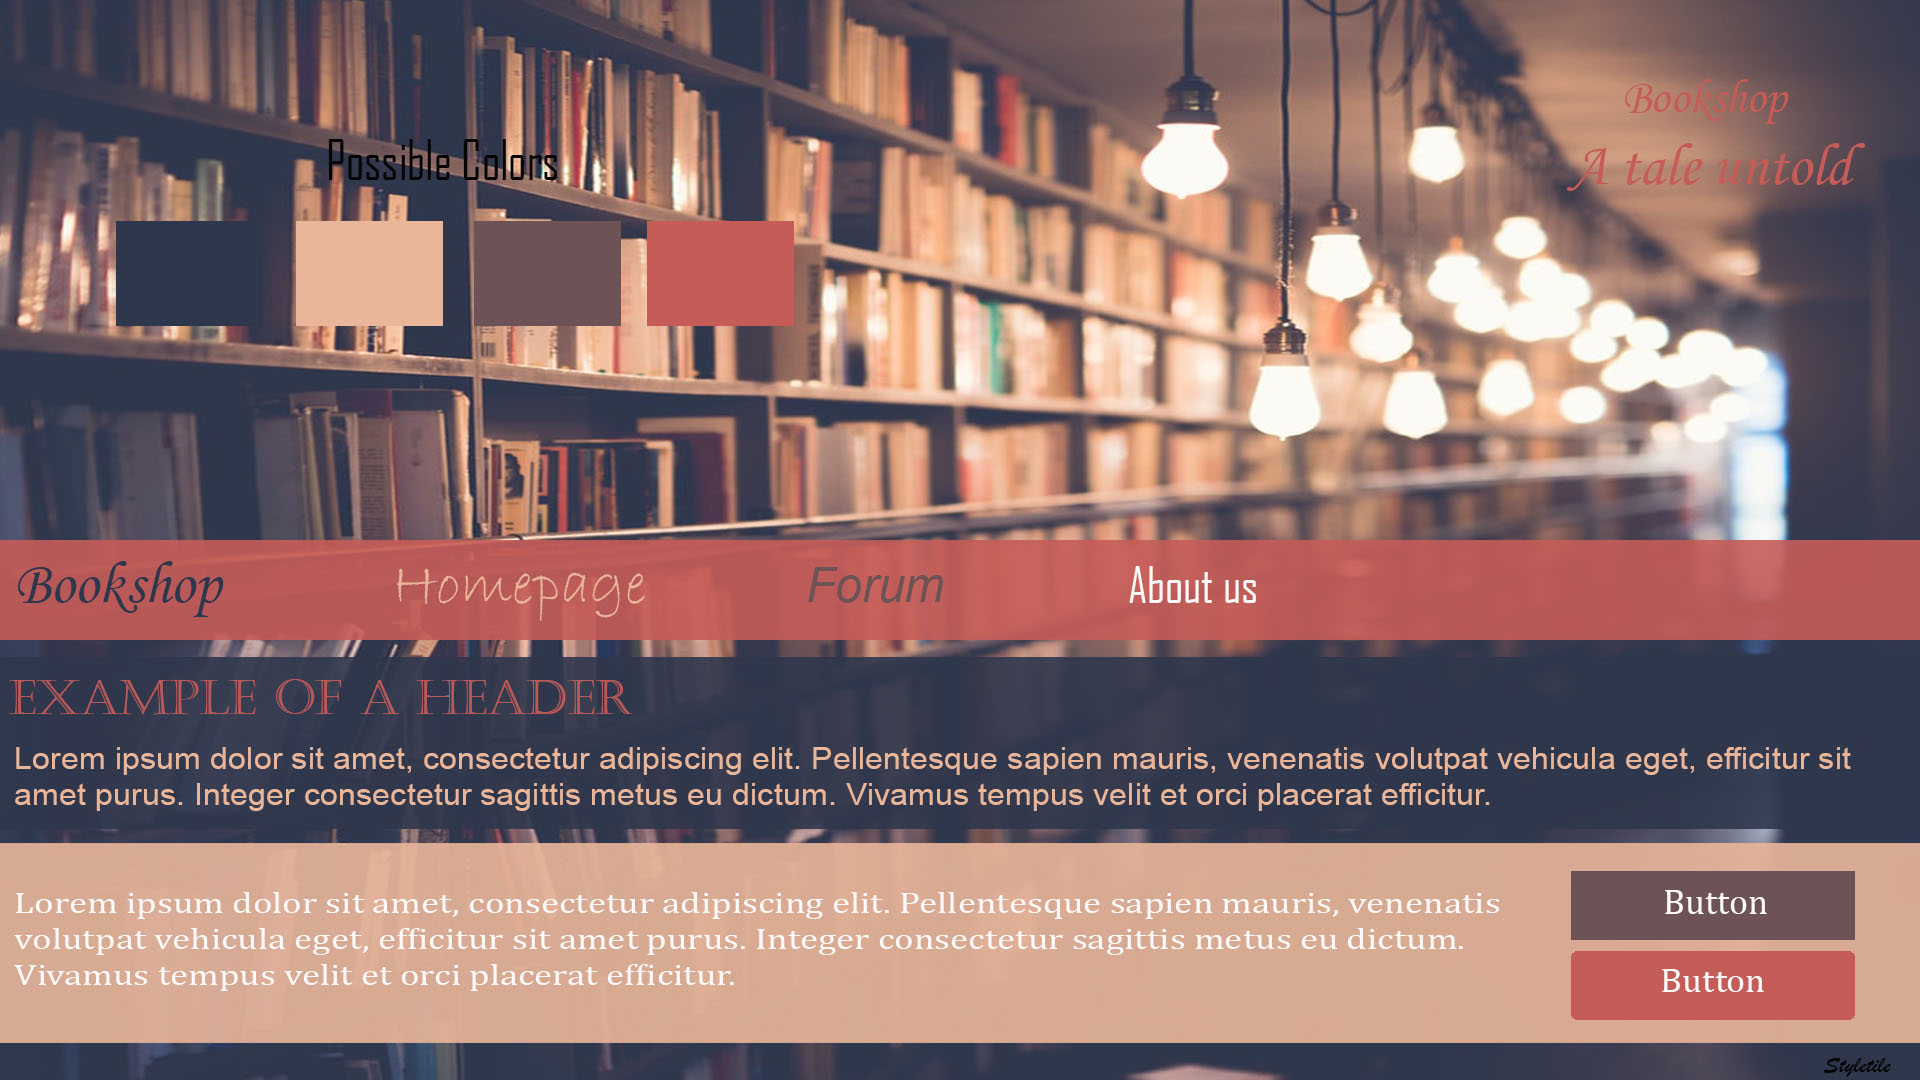 Bookshop
A tale untold
Possible Colors
Bookshop
Homepage
Forum
About us
EXAMPLE OF A HEADER
Lorem ipsum dolor sit amet, consectetur adipiscing elit. Pellentesque sapien mauris, venenatis volutpat vehicula eget, efficitur sit
amet purus. Integer consectetur sagittis metus eu dictum. Vivamus tempus velit et orci placerat efficitur.
Lorem ipsum dolor sit amet, consectetur adipiscing elit. Pellentesque sapien mauris, venenatis
volutpat vehicula eget, efficitur sit amet purus. Integer consectetur sagittis metus eu dictum.
Vivamus tempus velit et orci placerat efficitur.
Button
Button
Styletile